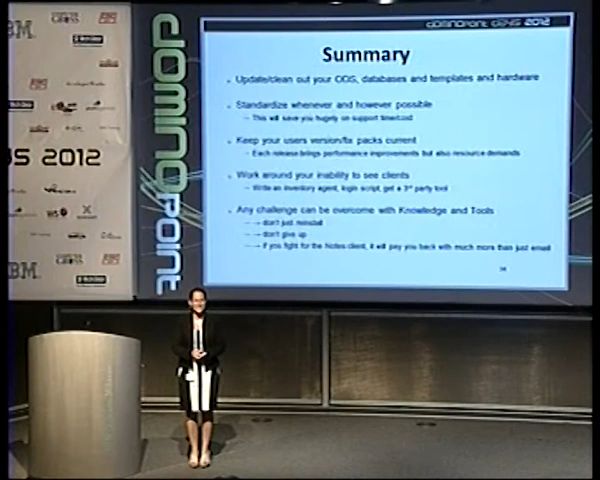 dominopoint days 2012
Summary
Update/clean out your ODS, databases and templates and hardware
Standardize whenever and however possible
– This will save you hugely on support time/cost
Keep your users version/fix packs current
– Each release brings performance improvements but also resource demands
Work around your inability to see clients
– Write an inventory agent, login script, get a 3rd party tool
Any challenge can be overcome with Knowledge and Tools
– → don't just reinstall
– → don't give up
– → if you fight for the Notes client, it will pay you back with much more than just email
DOMINOPOINT
IBM
S 2012
IBM